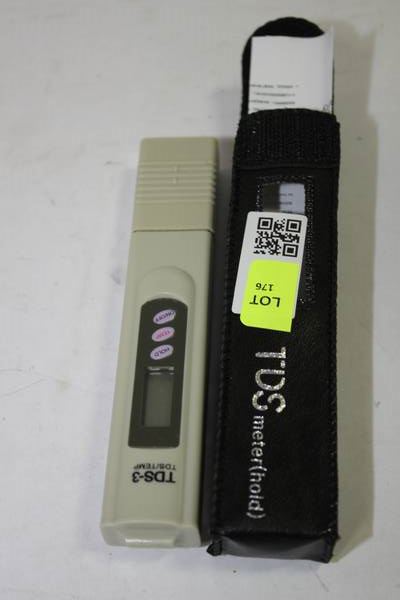 ON/OFF
TEMP
HOLD
TDS-3
TDS/TEMP
LOT
176
TDS
meter(hold)